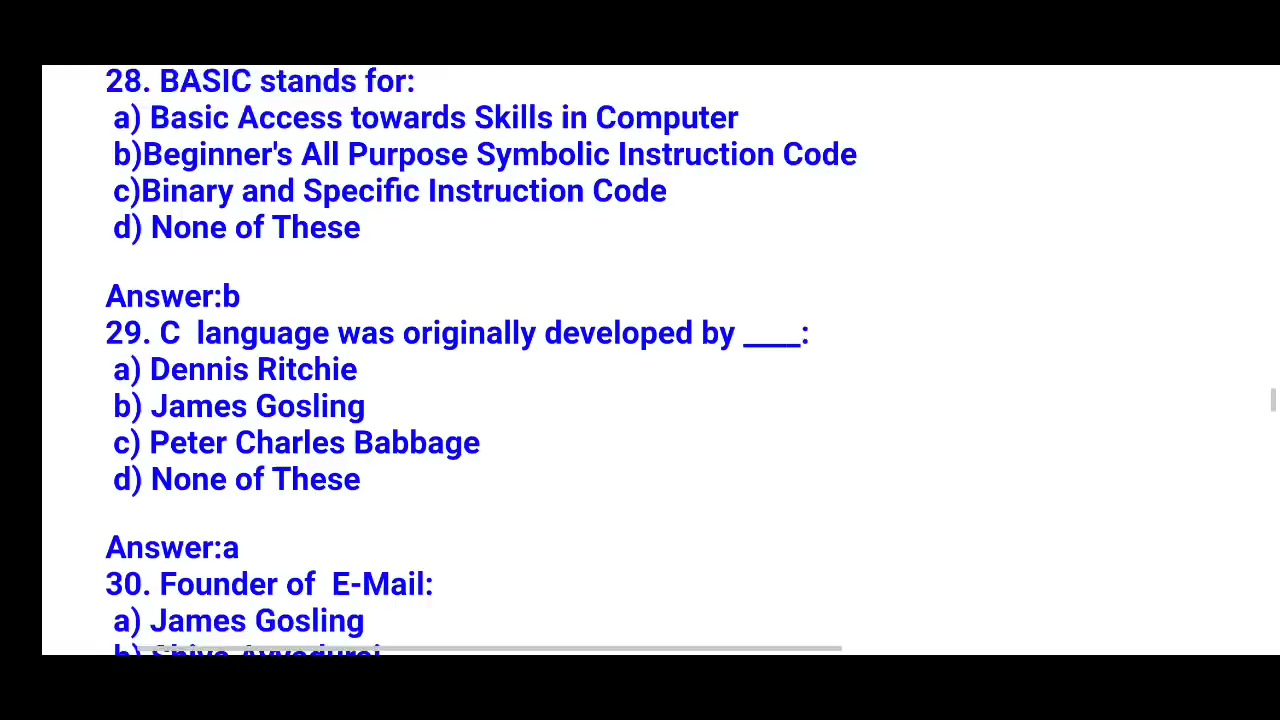 28. BASIC stands for:
a) Basic Access towards Skills in Computer
b)Beginner's All Purpose Symbolic Instruction Code
c)Binary and Specific Instruction Code
d) None of These
Answer:b
29. C  language was originally developed by ____:
a) Dennis Ritchie
b) James Gosling
c) Peter Charles Babbage
d) None of These
Answer:a
30. Founder of  E-Mail:
a) James Gosling
b) Shiva Ayyadurai